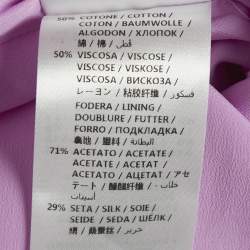 50% COTONE / COTTON /
COTON / BAUMWOLLE /
ALGODON / ХЛОПОК /
綿 / 棉 / قطن /
50% VISCOSA / VISCOSE /
VISCOSE / VISKOSE /
VISCOSA / ВИСКОЗА /
レーヨン / 粘胶纤维 /
فسكوز /
FODERA / LINING /
DOUBLURE / FUTTER /
FORRO / ПОДКЛАДКА /
裏地 / 里料 / البطانة /
71% ACETATO / ACETATE /
ACETATE / ACETAT /
ACETATO / АЦЕТАТ / アセ
テート / 醋酯纤维 /
أسيتات
29% SETA / SILK / SOIE /
SEIDE / SEDA / ШЕЛК /
絹 / 丝 / حرير /